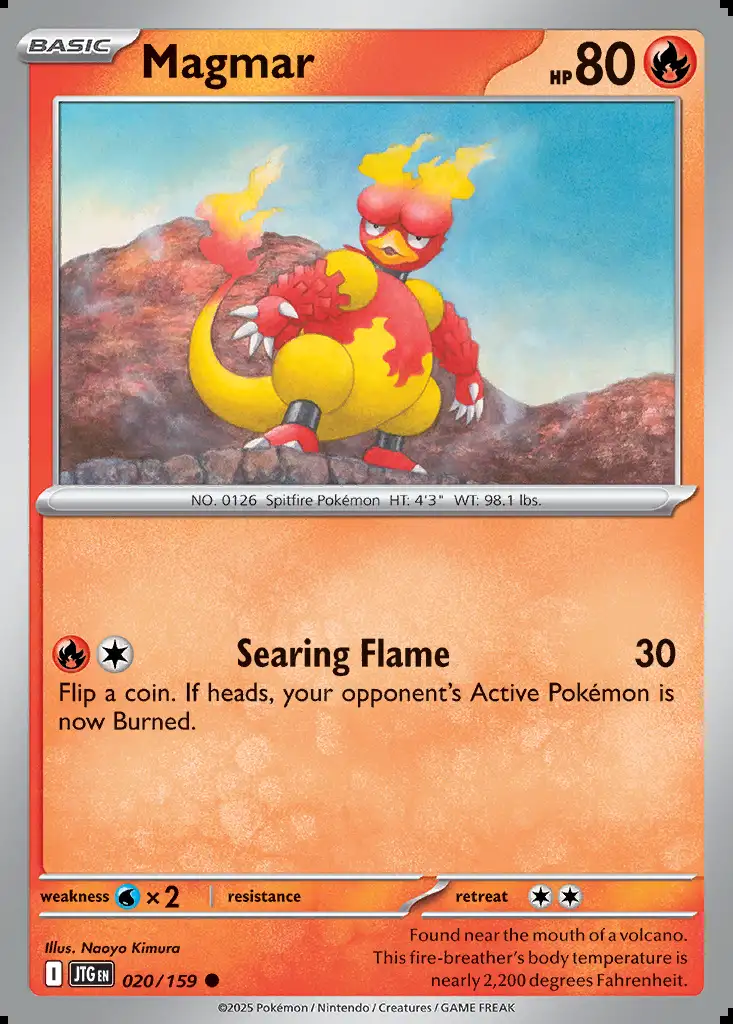 BASIC
Magmar
HP 80
NO. 0126 Spitfire Pokémon HT: 4'3" WT: 98.1 lbs.
Searing Flame 30
Flip a coin. If heads, your opponent's Active Pokémon is
now Burned.
weakness ×2 resistance retreat
Illus. Naoyo Kimura
Found near the mouth of a volcano.
This fire-breather's body temperature is
nearly 2,200 degrees Fahrenheit.
I JTG EN 020/159
©2025 Pokémon / Nintendo / Creatures / GAME FREAK